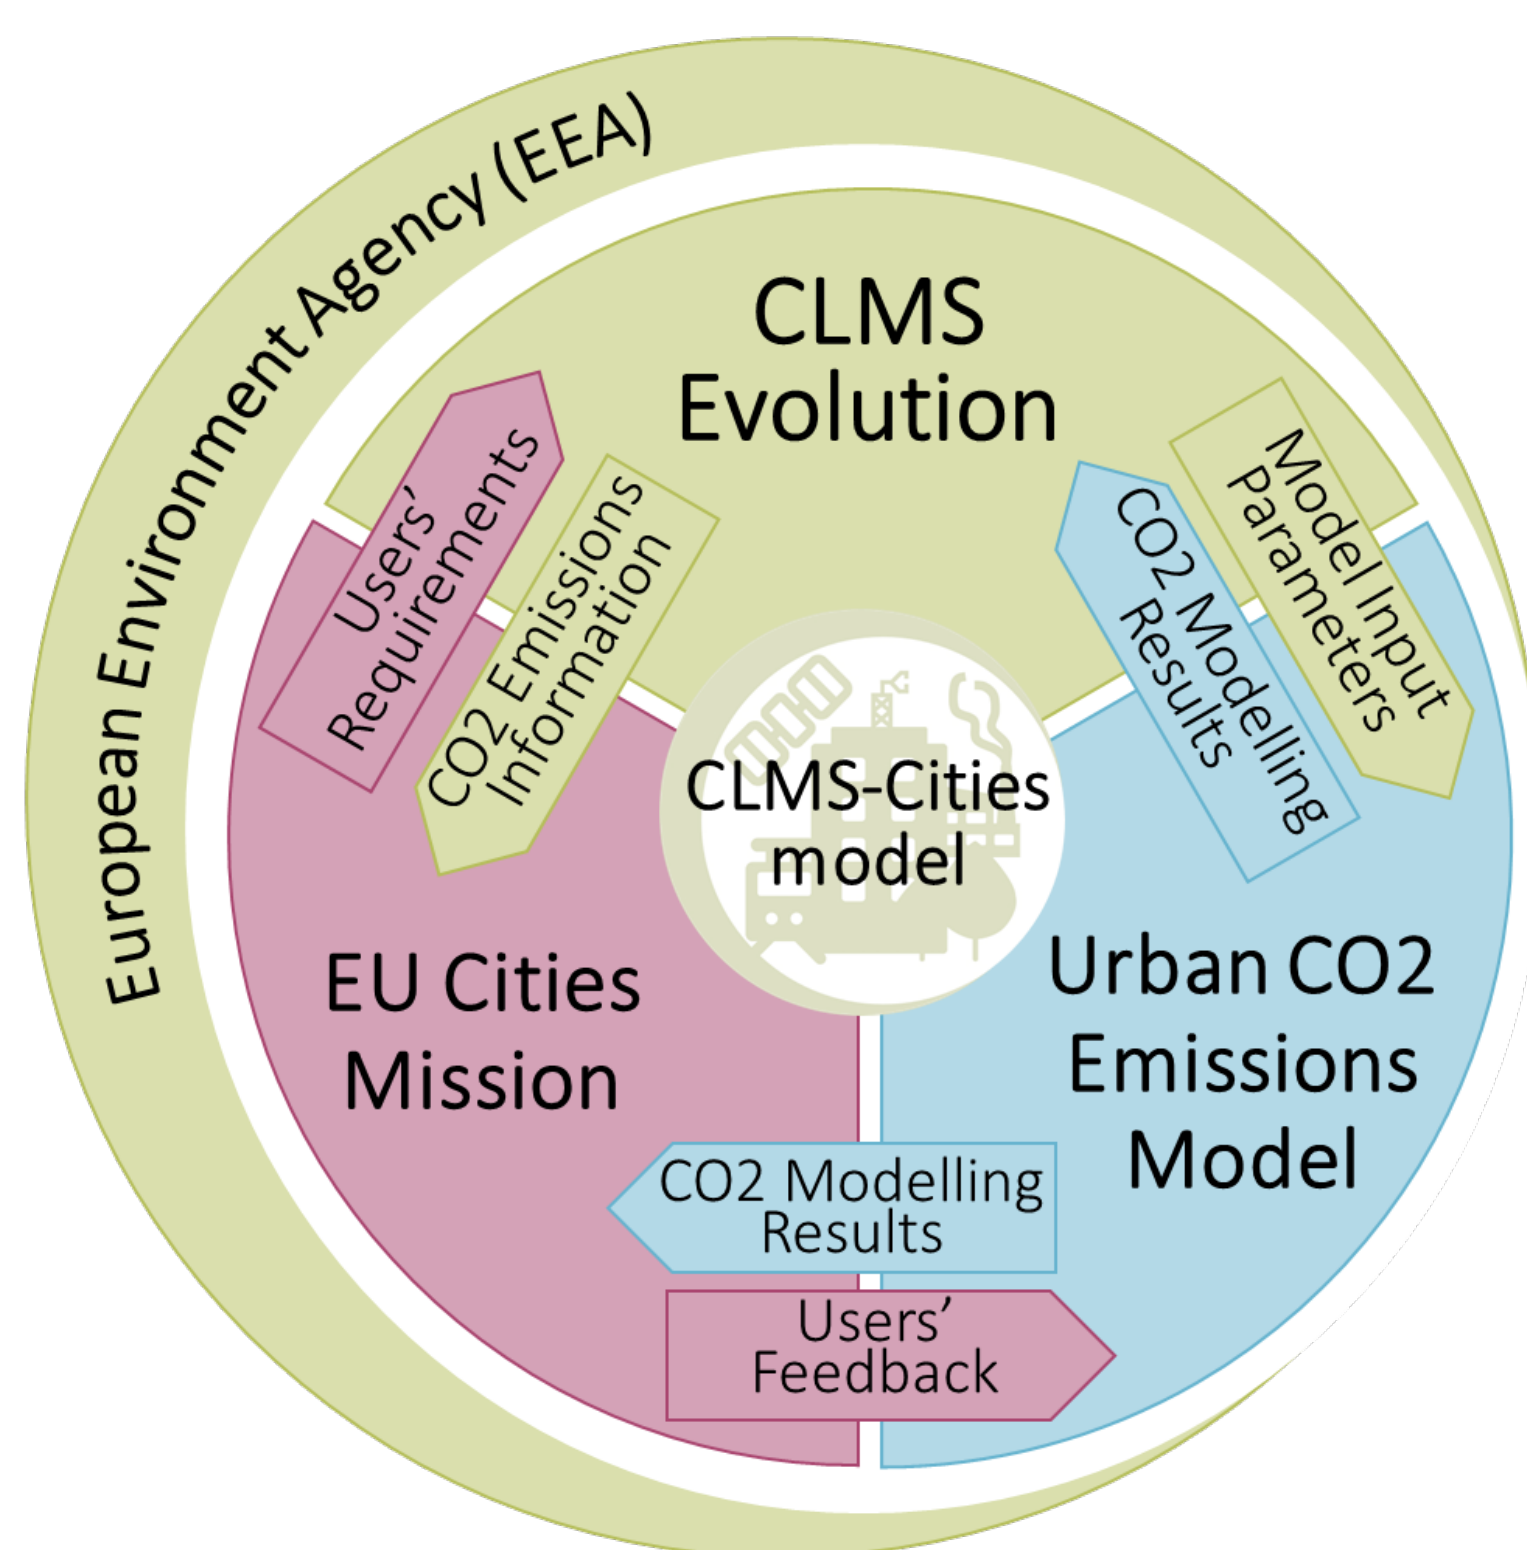 European Environment Agency (EEA)
CLMS
Evolution
Users’
Requirements
CO2 Emissions
Information
CO2 Modelling
Results
Model Input
Parameters
CLMS-Cities
model
EU Cities
Mission
Urban CO2
Emissions
Model
CO2 Modelling
Results
Users’
Feedback